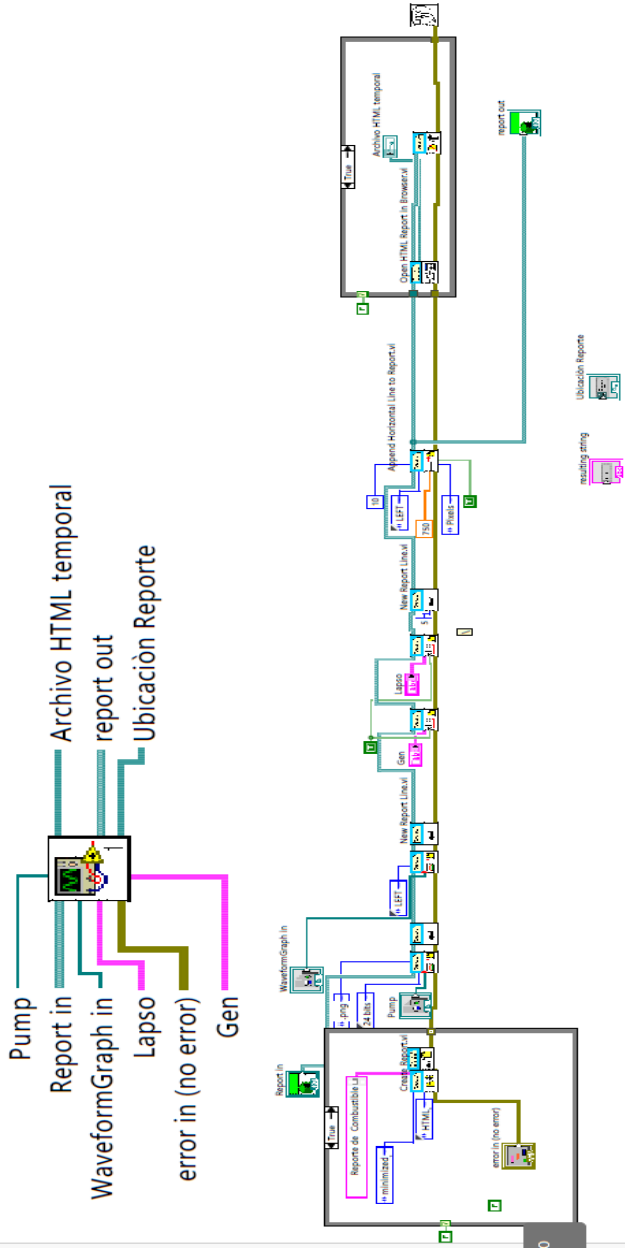 Pump
Report in
WaveformGraph in
Lapso
error in (no error)
Gen
Archivo HTML temporal
report out
Ubicaciòn Reporte
1
Report in
True
Reporte de Combustible
minimized
HTML
Create Report.vi
error in (no error)
WaveformGraph in
.png
24 bits
Pump
LEFT
New Report Line.vi
Gen
Lapso
New Report Line.vi
5
10
LEFT
750
Pixels
Append Horizontal Line to Report.vi
T
T
True
Open HTML Report in Browser.vi
Archivo HTML temporal
report out
resulting string
Ubicaciòn Reporte